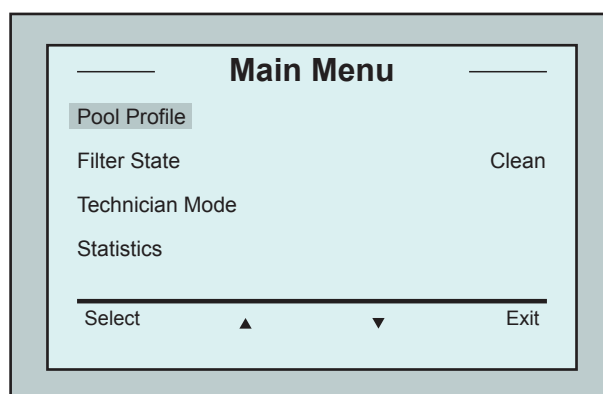 Main Menu
Pool Profile
Filter State Clean
Technician Mode
Statistics
Select ▲ ▼ Exit